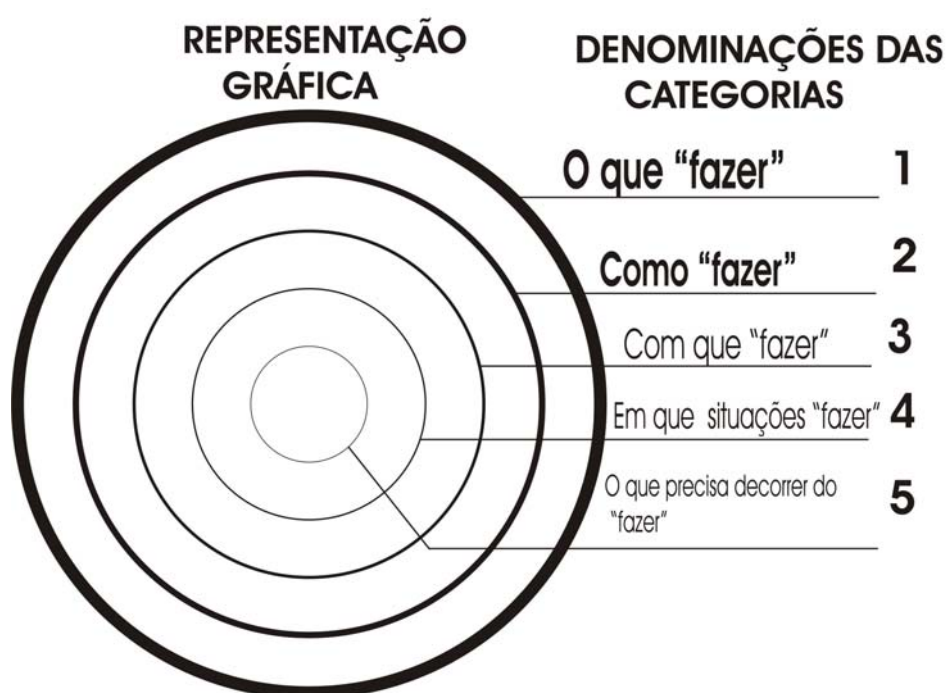 REPRESENTAÇÃO
GRÁFICA
DENOMINAÇÕES DAS
CATEGORIAS
O que “fazer” 1
Como “fazer” 2
Com que “fazer” 3
Em que situações “fazer” 4
O que precisa decorrer do
“fazer” 5